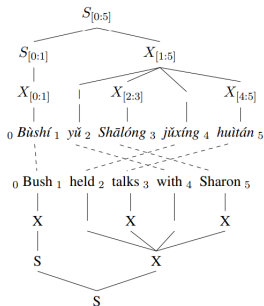 S[0:5]
S[0:1] X[1:5]
X[0:1] X[2:3] X[4:5]
0 Bùshí 1 yǔ 2 Shālóng 3 jǔxíng 4 huìtán 5
0 Bush 1 held 2 talks 3 with 4 Sharon 5
X X X
S X
S